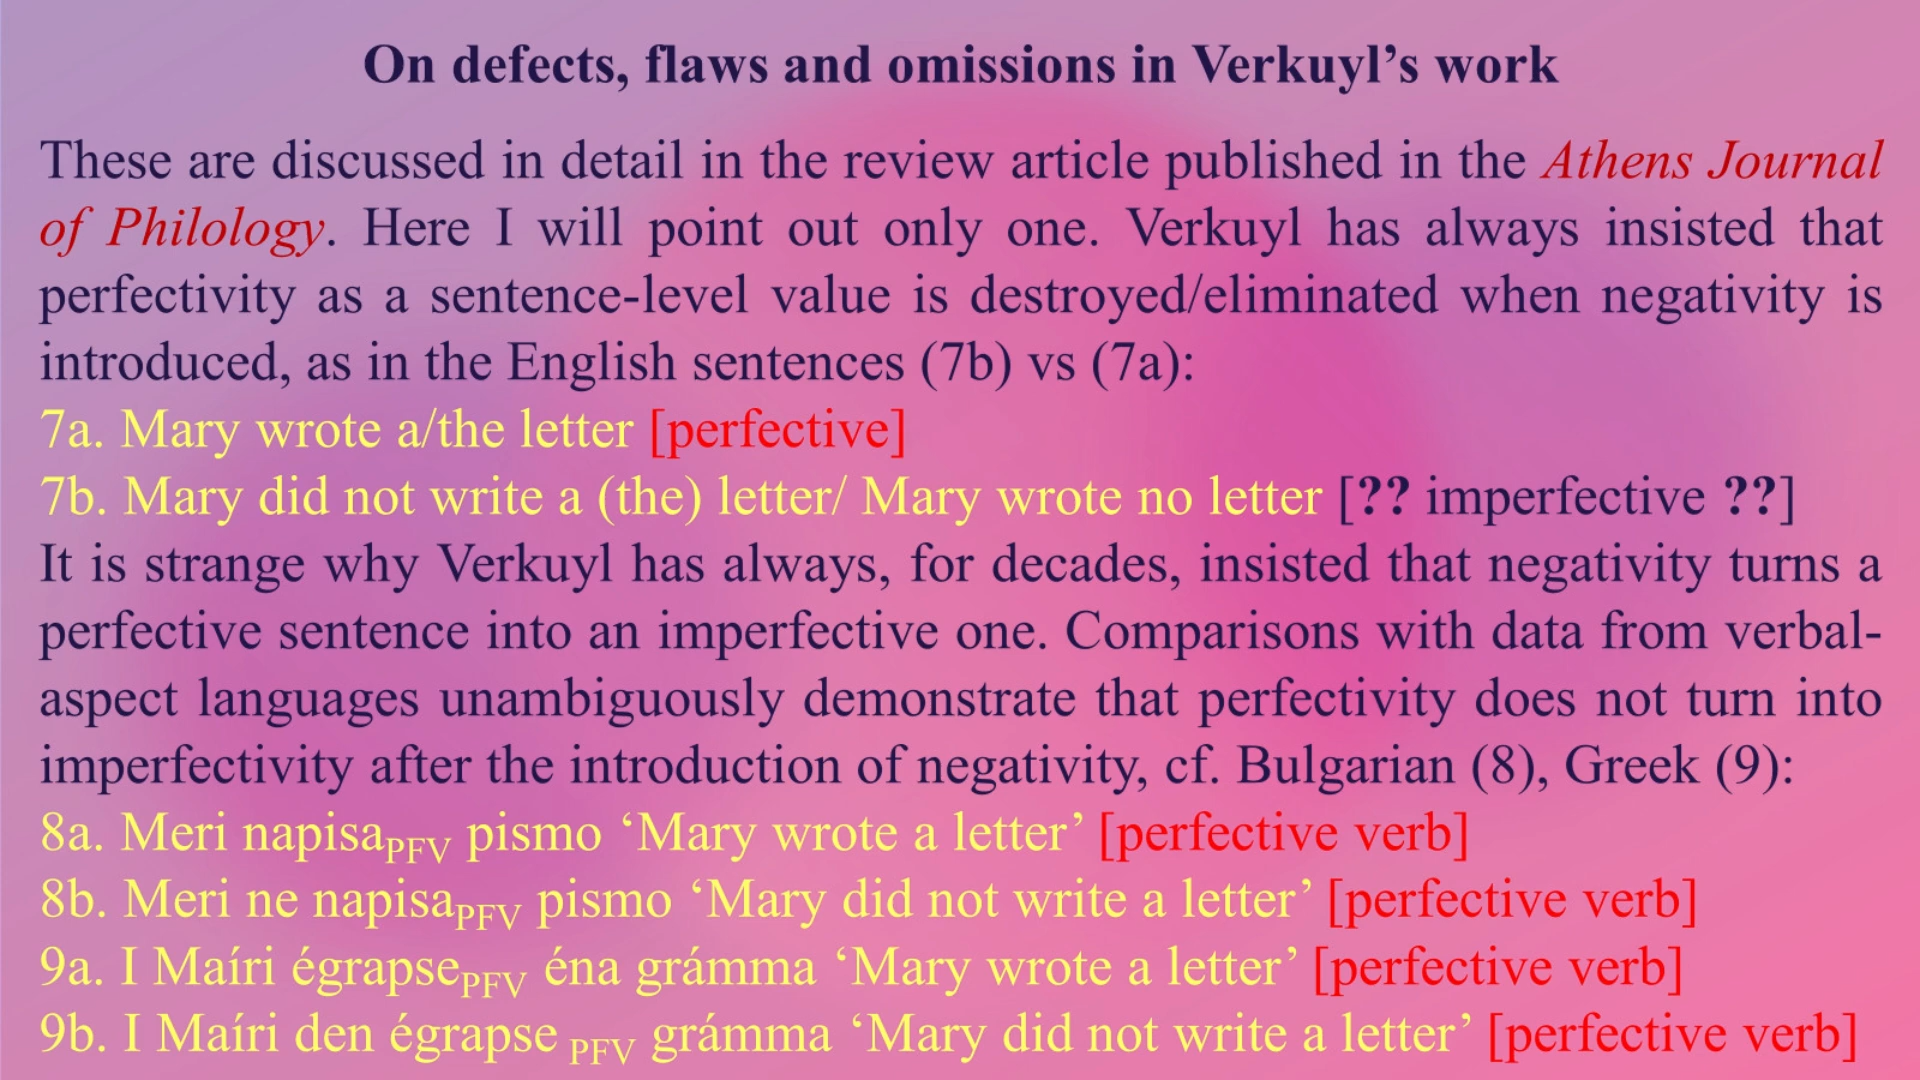 On defects, flaws and omissions in Verkuyl’s work
These are discussed in detail in the review article published in the Athens Journal
of Philology. Here I will point out only one. Verkuyl has always insisted that
perfectivity as a sentence-level value is destroyed/eliminated when negativity is
introduced, as in the English sentences (7b) vs (7a):
7a. Mary wrote a/the letter [perfective]
7b. Mary did not write a (the) letter/ Mary wrote no letter [?? imperfective ??]
It is strange why Verkuyl has always, for decades, insisted that negativity turns a
perfective sentence into an imperfective one. Comparisons with data from verbal-
aspect languages unambiguously demonstrate that perfectivity does not turn into
imperfectivity after the introduction of negativity, cf. Bulgarian (8), Greek (9):
8a. Meri napisaPFV pismo ‘Mary wrote a letter’ [perfective verb]
8b. Meri ne napisaPFV pismo ‘Mary did not write a letter’ [perfective verb]
9a. I Maíri égrapsePFV éna grámma ‘Mary wrote a letter’ [perfective verb]
9b. I Maíri den égrapse PFV grámma ‘Mary did not write a letter’ [perfective verb]